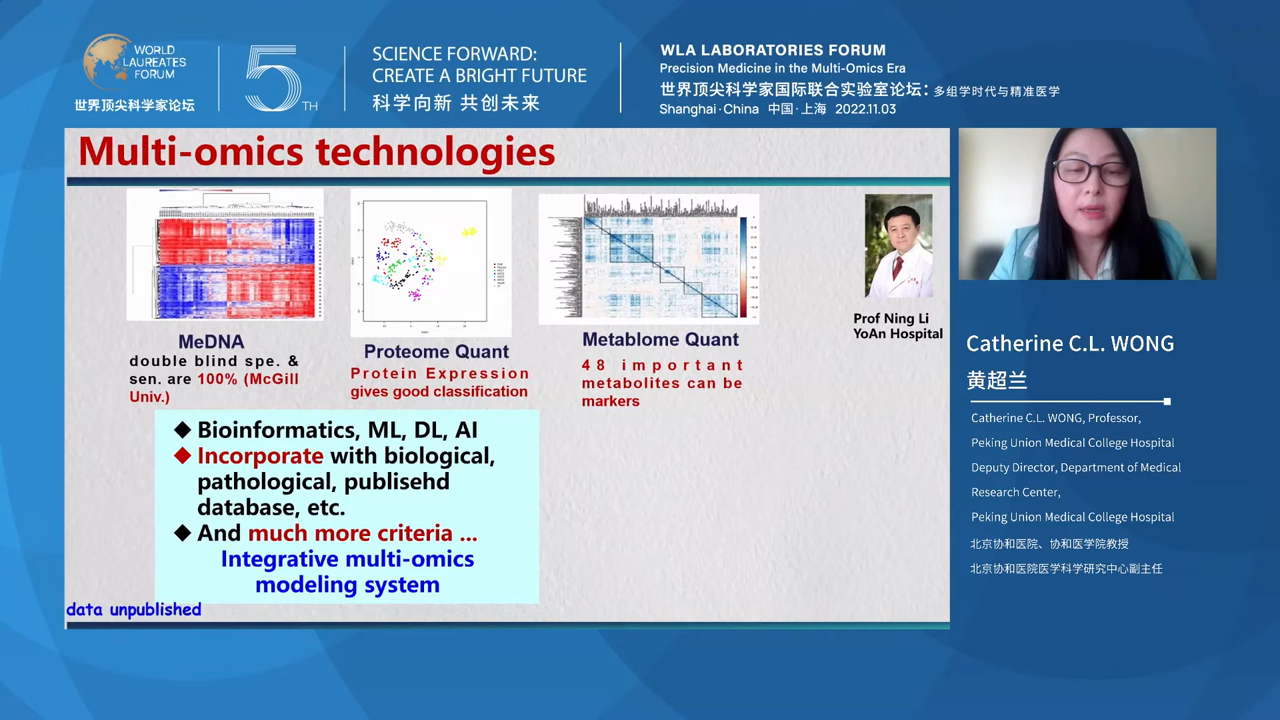 WORLD
LAUREATES
FORUM
世界顶尖科学家论坛
5TH
SCIENCE FORWARD:
CREATE A BRIGHT FUTURE
科学向新 共创未来
WLA LABORATORIES FORUM
Precision Medicine in the Multi-Omics Era
世界顶尖科学家国际联合实验室论坛：多组学时代与精准医学
Shanghai·China 中国·上海 2022.11.03
Multi-omics technologies
MeDNA
double blind spe. &
sen. are 100% (McGill
Univ.)
Proteome Quant
Protein Expression
gives good classification
Metablome Quant
48 important
metabolites can be
markers
Prof Ning Li
YoAn Hospital
◆ Bioinformatics, ML, DL, AI
◆ Incorporate with biological,
pathological, publisehd
database, etc.
◆ And much more criteria ...
Integrative multi-omics
modeling system
data unpublished
Catherine C.L. WONG
黄超兰
Catherine C.L. WONG, Professor,
Peking Union Medical College Hospital
Deputy Director, Department of Medical
Research Center,
Peking Union Medical College Hospital
北京协和医院、协和医学院教授
北京协和医院医学科学研究中心副主任